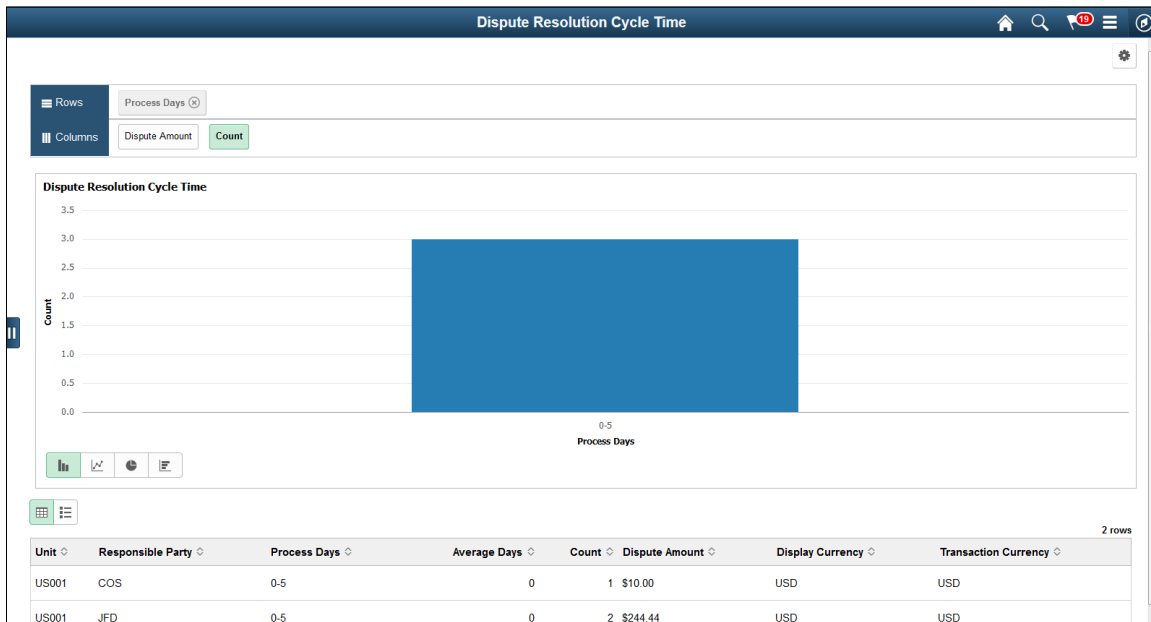 Dispute Resolution Cycle Time
19
Rows
Process Days
Columns
Dispute Amount Count
Dispute Resolution Cycle Time
3.5
3.0
2.5
2.0
1.5
1.0
0.5
0.0
Count
0-5
Process Days
2 rows
Unit Responsible Party Process Days Average Days Count Dispute Amount Display Currency Transaction Currency
US001 COS 0-5 0 1 $10.00 USD USD
US001 JFD 0-5 0 2 $244.44 USD USD